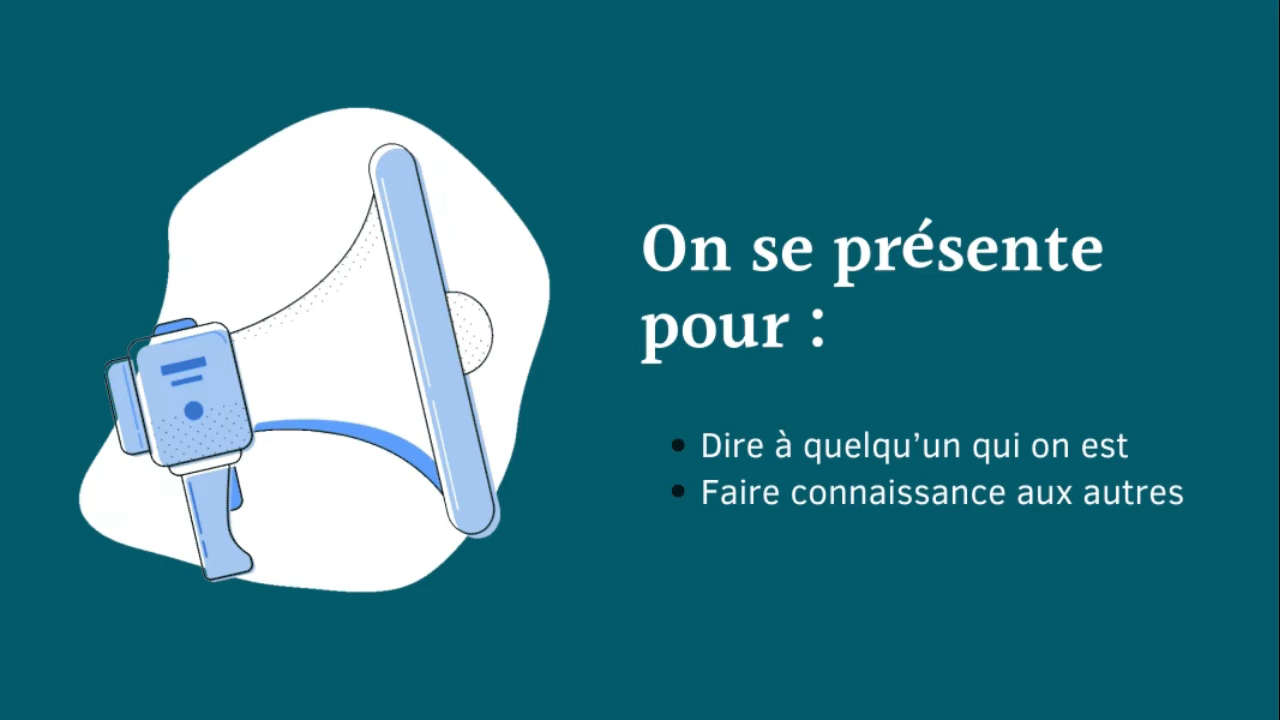 On se présente
pour :
Dire à quelqu’un qui on est
Faire connaissance aux autres